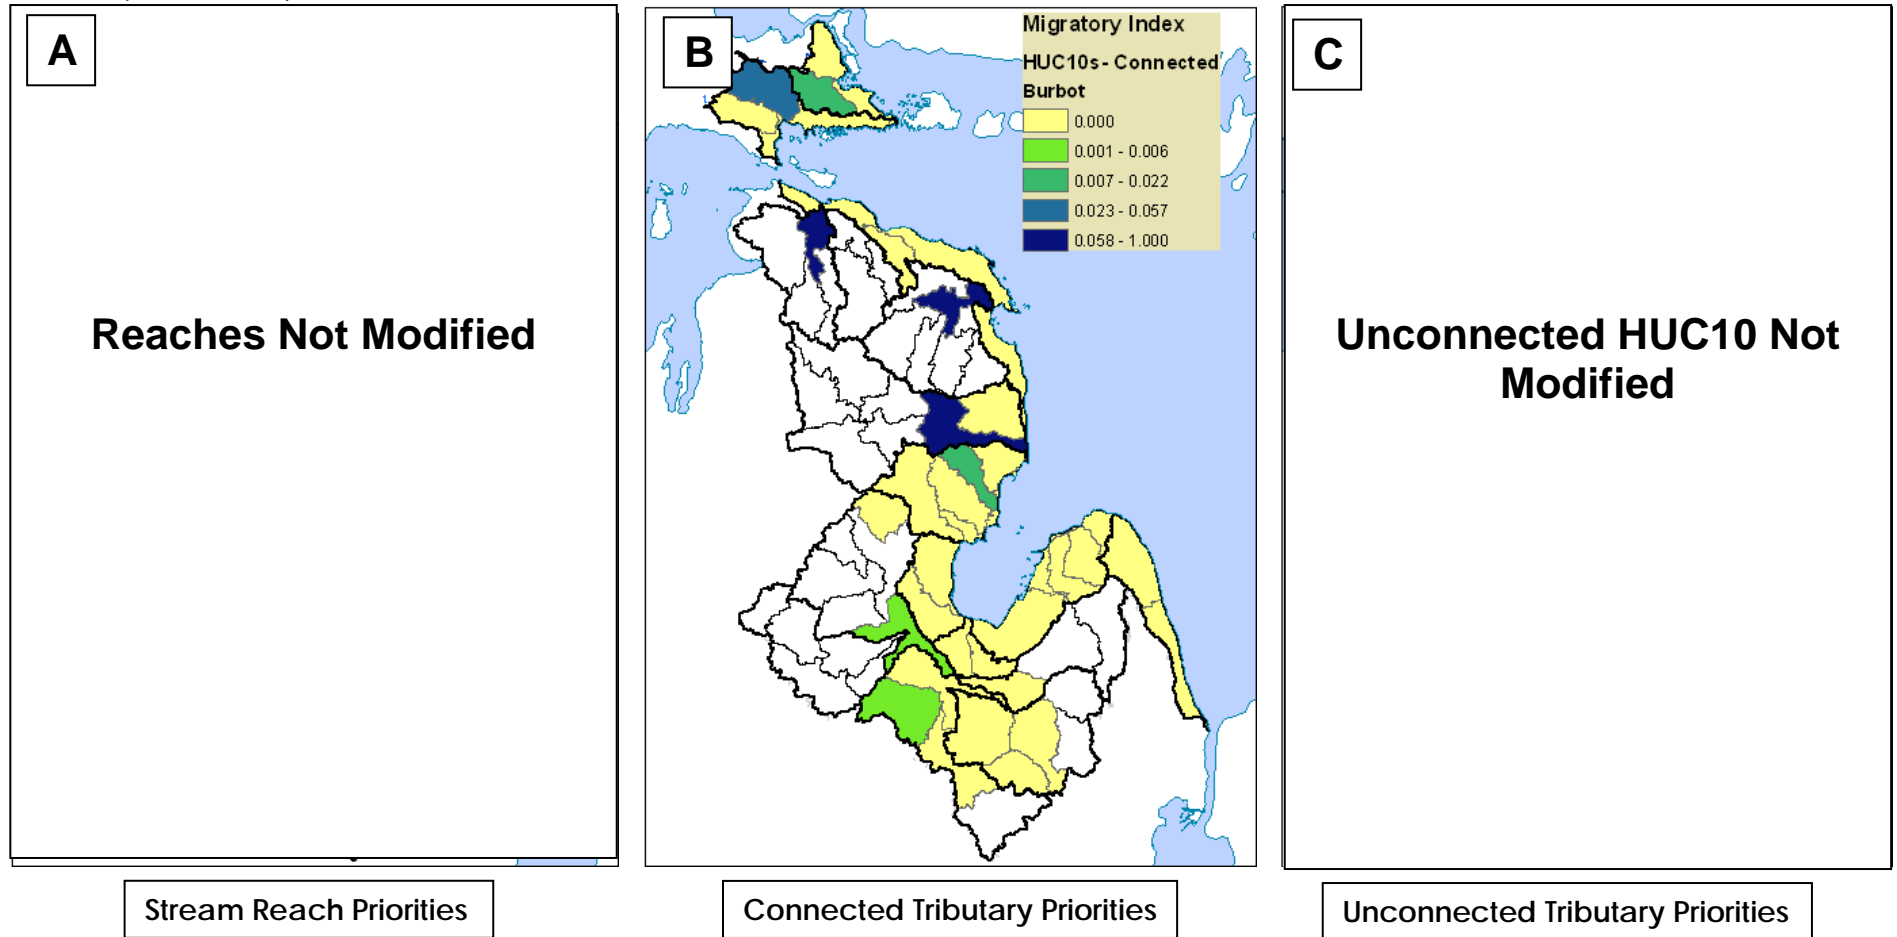 A
Reaches Not Modified
Stream Reach Priorities
B
Migratory Index
HUC10s - Connected
Burbot
0.000
0.001 - 0.006
0.007 - 0.022
0.023 - 0.057
0.058 - 1.000
Connected Tributary Priorities
C
Unconnected HUC10 Not
Modified
Unconnected Tributary Priorities